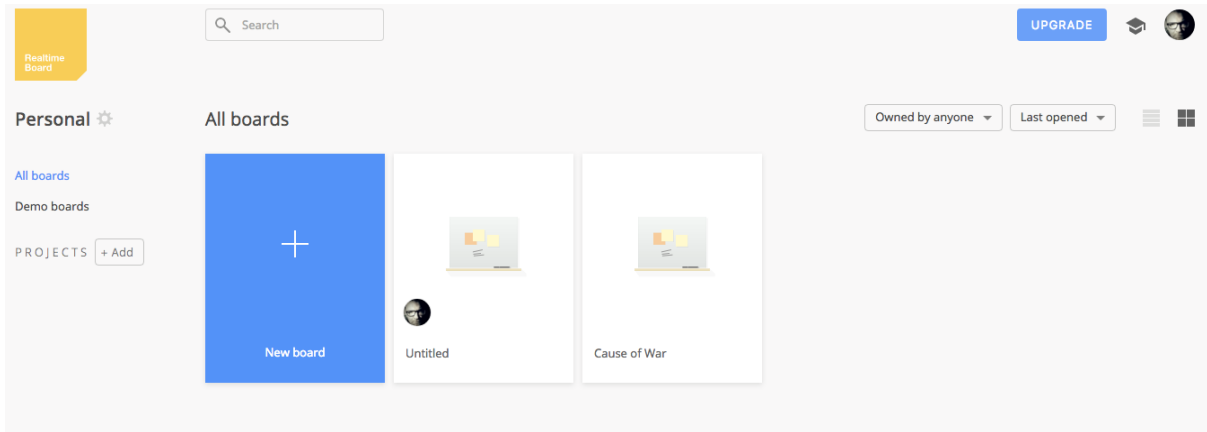 Realtime
Board
Search
UPGRADE
Personal
All boards
Owned by anyone
Last opened
All boards
Demo boards
PROJECTS + Add
New board
Untitled
Cause of War